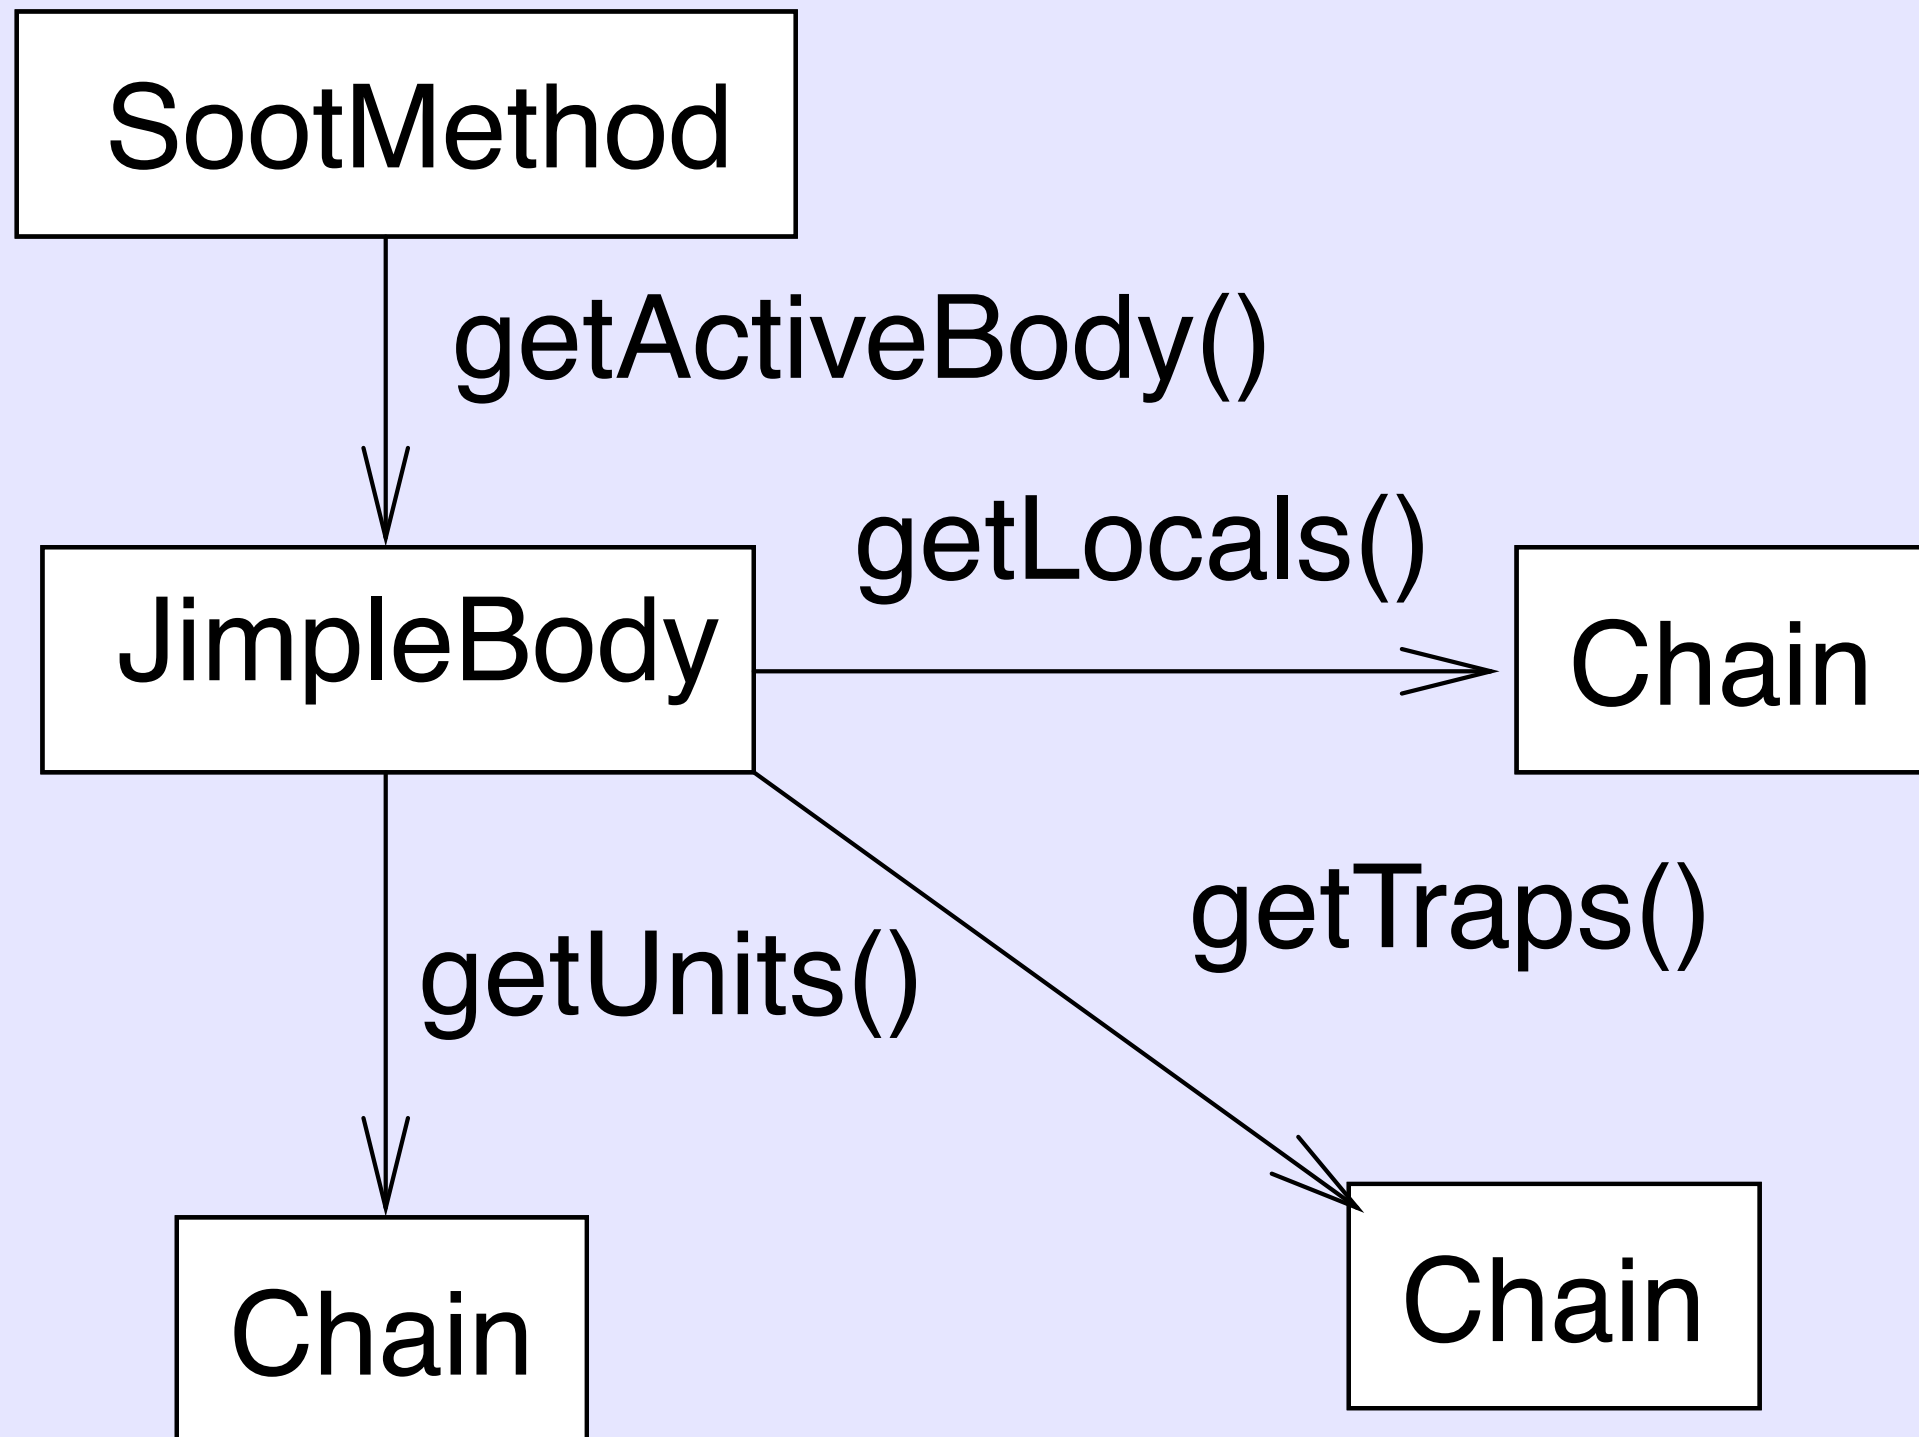 SootMethod
getActiveBody()
getLocals()
JimpleBody
Chain
getTraps()
getUnits()
Chain
Chain